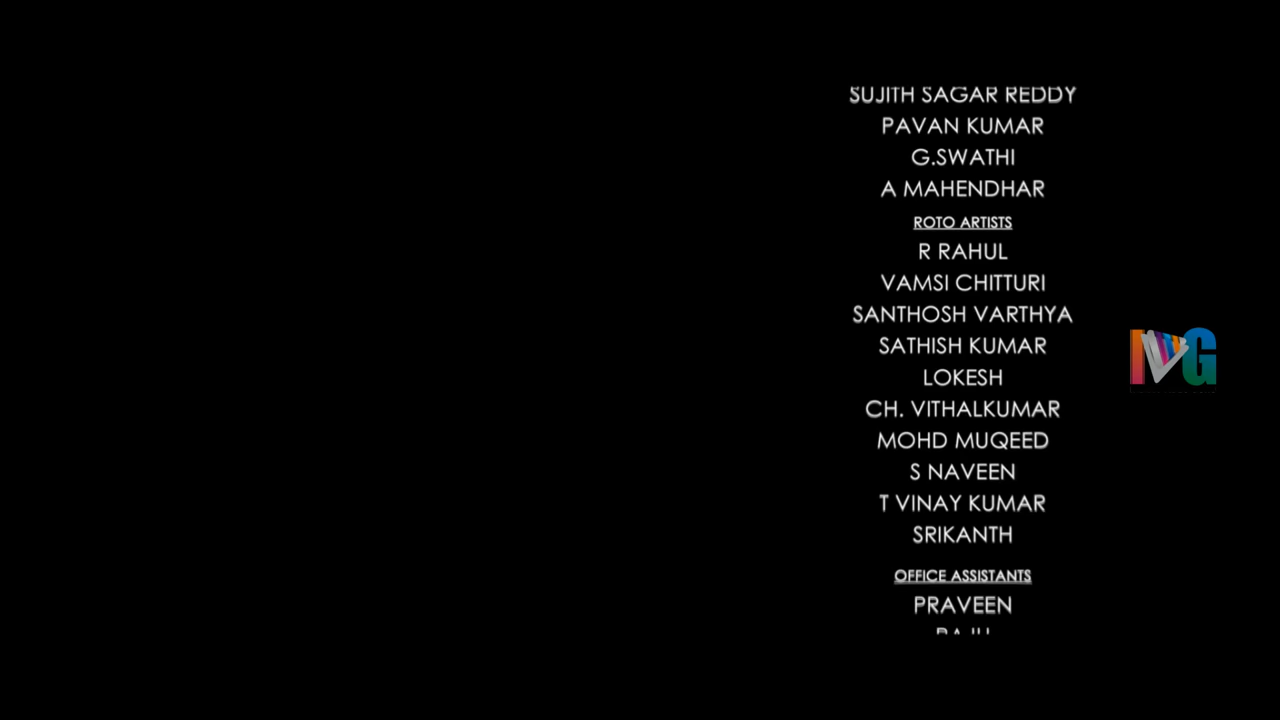 SUJITH SAGAR REDDY
PAVAN KUMAR
G.SWATHI
A MAHENDHAR
ROTO ARTISTS
R RAHUL
VAMSI CHITTURI
SANTHOSH VARTHYA
SATHISH KUMAR
LOKESH
CH. VITHALKUMAR
MOHD MUQEED
S NAVEEN
T VINAY KUMAR
SRIKANTH
OFFICE ASSISTANTS
PRAVEEN